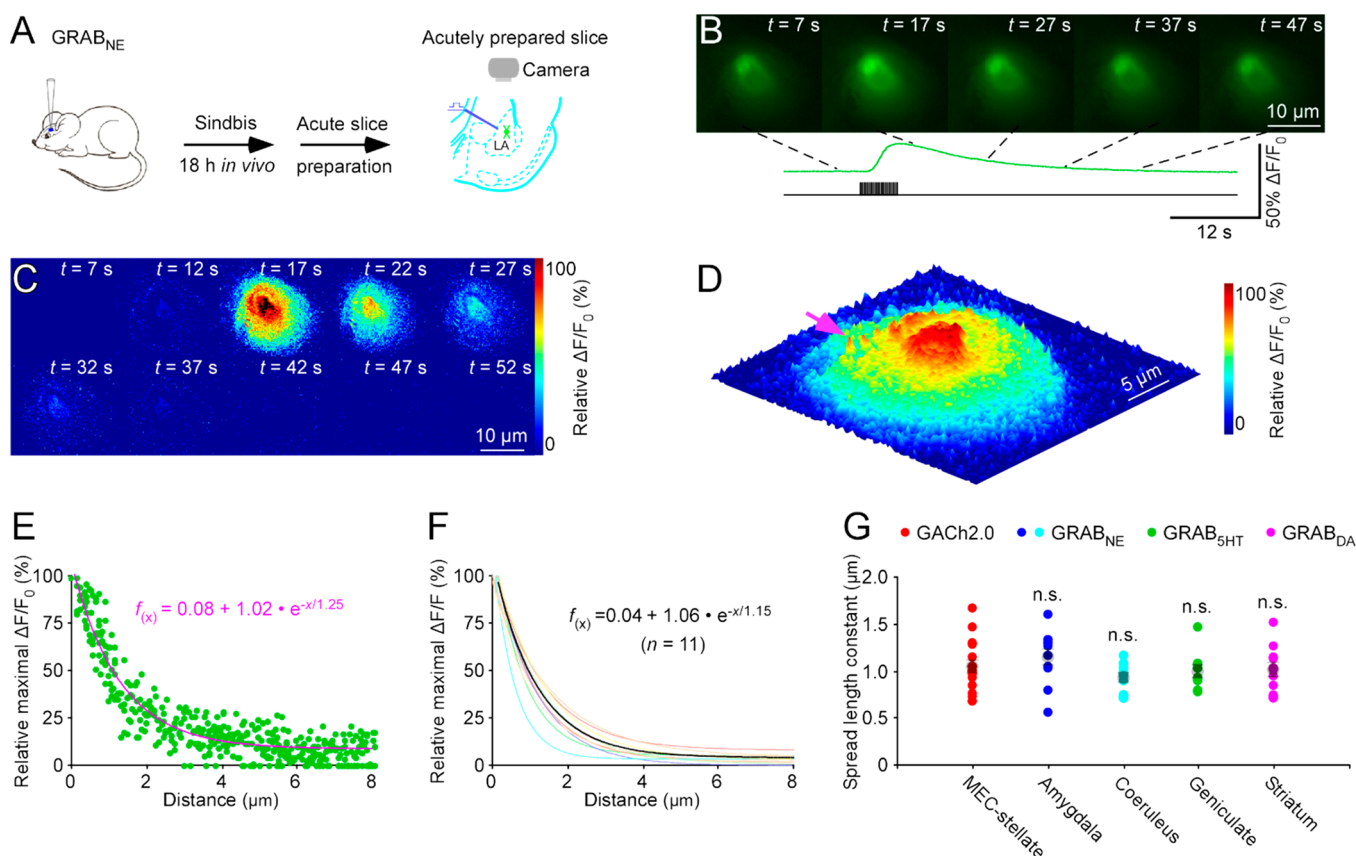 A
GRAB_NE
Sindbis
18 h in vivo
Acute slice
preparation
Acutely prepared slice
Camera
LA
B
t = 7 s
t = 17 s
t = 27 s
t = 37 s
t = 47 s
10 µm
50% ΔF/F₀
12 s
C
t = 7 s
t = 12 s
t = 17 s
t = 22 s
t = 27 s
t = 32 s
t = 37 s
t = 42 s
t = 47 s
t = 52 s
10 µm
100
0
Relative ΔF/F₀ (%)
D
5 µm
100
0
Relative ΔF/F₀ (%)
E
Relative maximal ΔF/F₀ (%)
100
75
50
25
0
f(x) = 0.08 + 1.02 • e^-x/1.25
0
2
4
6
8
Distance (µm)
F
Relative maximal ΔF/F (%)
100
75
50
25
0
f(x) =0.04 + 1.06 • e^-x/1.15
(n = 11)
0
2
4
6
8
Distance (µm)
G
GACh2.0
GRAB_NE
GRAB_5HT
GRAB_DA
Spread length constant (µm)
2.0
1.5
1.0
0.5
0
n.s.
n.s.
n.s.
n.s.
MEC-stellate
Amygdala
Coeruleus
Geniculate
Striatum